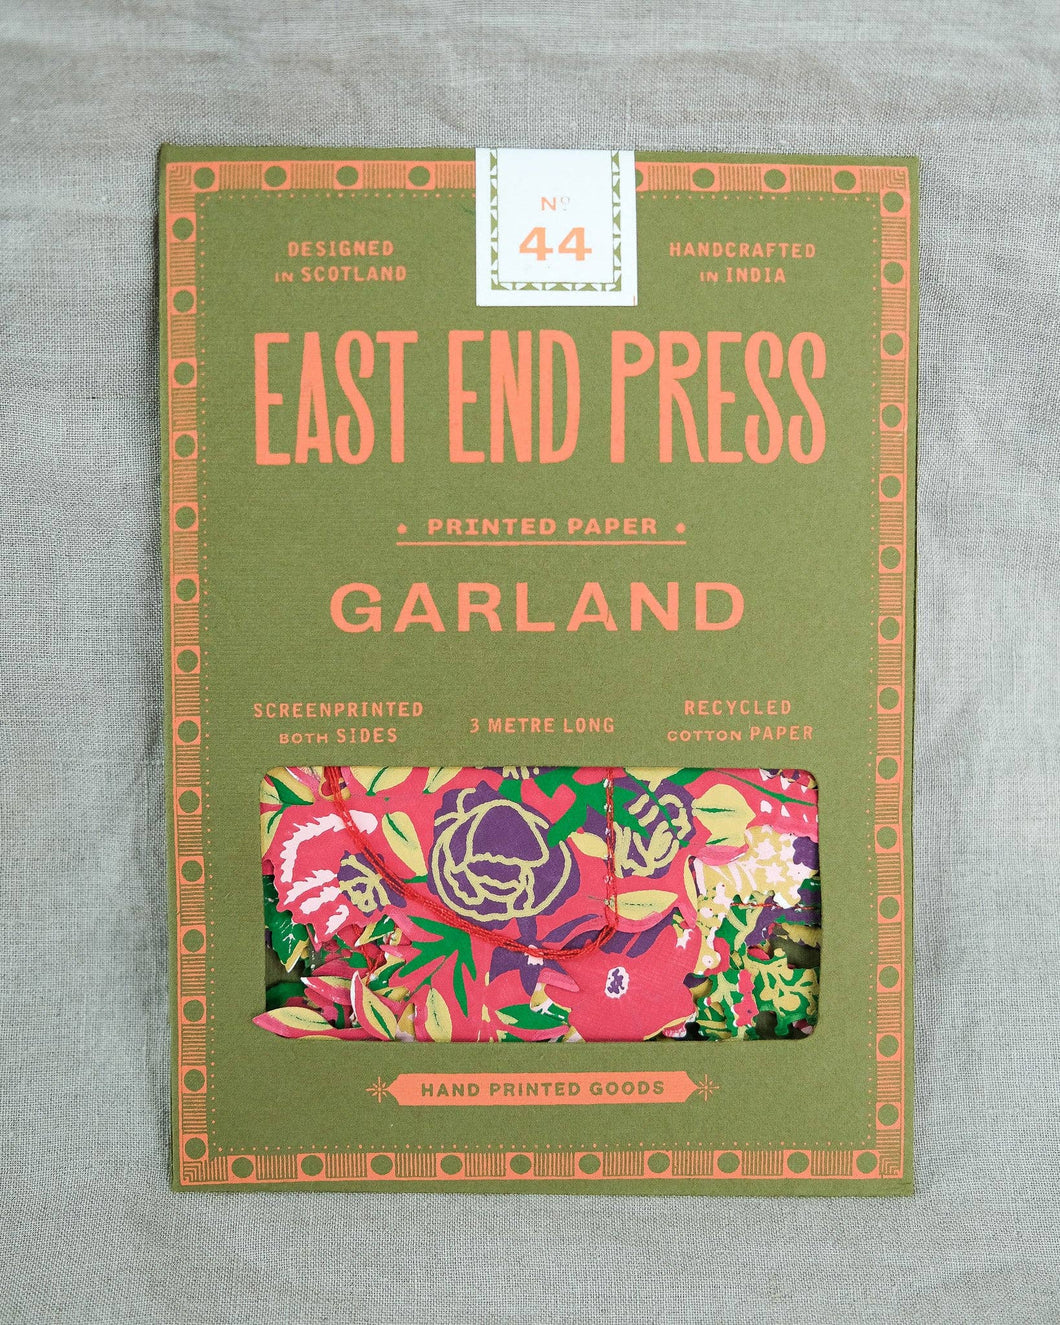 Nº
44
DESIGNED
IN SCOTLAND
HANDCRAFTED
IN INDIA
EAST END PRESS
PRINTED PAPER
GARLAND
SCREENPRINTED
BOTH SIDES
3 METRE LONG
RECYCLED
COTTON PAPER
HAND PRINTED GOODS